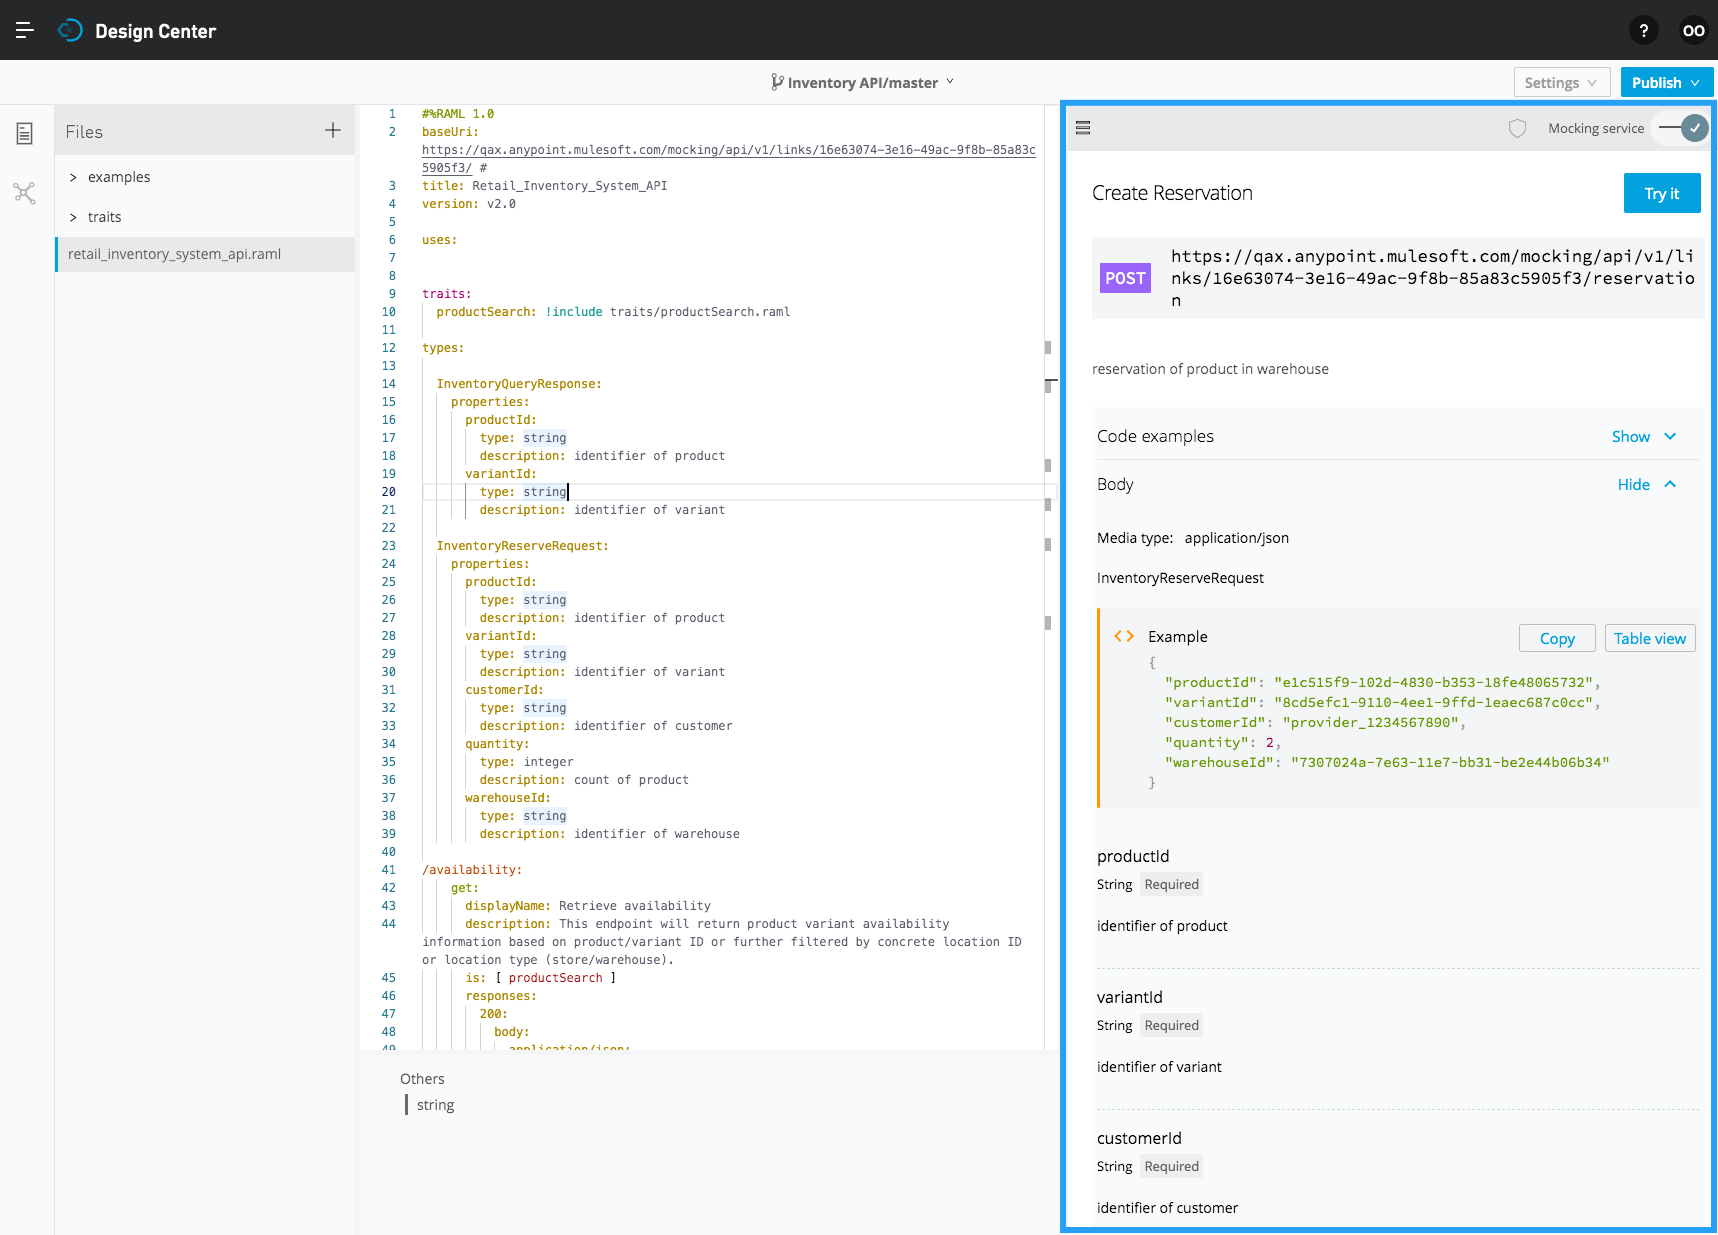 Design Center
?
OO
Inventory API/master
Settings
Publish
Files
examples
traits
retail_inventory_system_api.raml
1 #%RAML 1.0
2 baseUri:
https://qax.anypoint.mulesoft.com/mocking/api/v1/links/16e63074-3e16-49ac-9f8b-85a83c
5905f3/ #
3 title: Retail_Inventory_System_API
4 version: v2.0
5
6 uses:
7
8
9 traits:
10 productSearch: !include traits/productSearch.raml
11
12 types:
13
14 InventoryQueryResponse:
15 properties:
16 productId:
17 type: string
18 description: identifier of product
19 variantId:
20 type: string
21 description: identifier of variant
22
23 InventoryReserveRequest:
24 properties:
25 productId:
26 type: string
27 description: identifier of product
28 variantId:
29 type: string
30 description: identifier of variant
31 customerId:
32 type: string
33 description: identifier of customer
34 quantity:
35 type: integer
36 description: count of product
37 warehouseId:
38 type: string
39 description: identifier of warehouse
40
41 /availability:
42 get:
43 displayName: Retrieve availability
44 description: This endpoint will return product variant availability
information based on product/variant ID or further filtered by concrete location ID
or location type (store/warehouse).
45 is: [ productSearch ]
46 responses:
47 200:
48 body:
49 application/json:
Others
string
Mocking service
Create Reservation
Try it
POST
https://qax.anypoint.mulesoft.com/mocking/api/v1/li
nks/16e63074-3e16-49ac-9f8b-85a83c5905f3/reservatio
n
reservation of product in warehouse
Code examples
Show
Body
Hide
Media type: application/json
InventoryReserveRequest
Example
Copy
Table view
{
"productId": "e1c515f9-102d-4830-b353-18fe48065732",
"variantId": "8cd5efc1-9110-4ee1-9ffd-1eaec687c0cc",
"customerId": "provider_1234567890",
"quantity": 2,
"warehouseId": "7307024a-7e63-11e7-bb31-be2e44b06b34"
}
productId
String Required
identifier of product
variantId
String Required
identifier of variant
customerId
String Required
identifier of customer